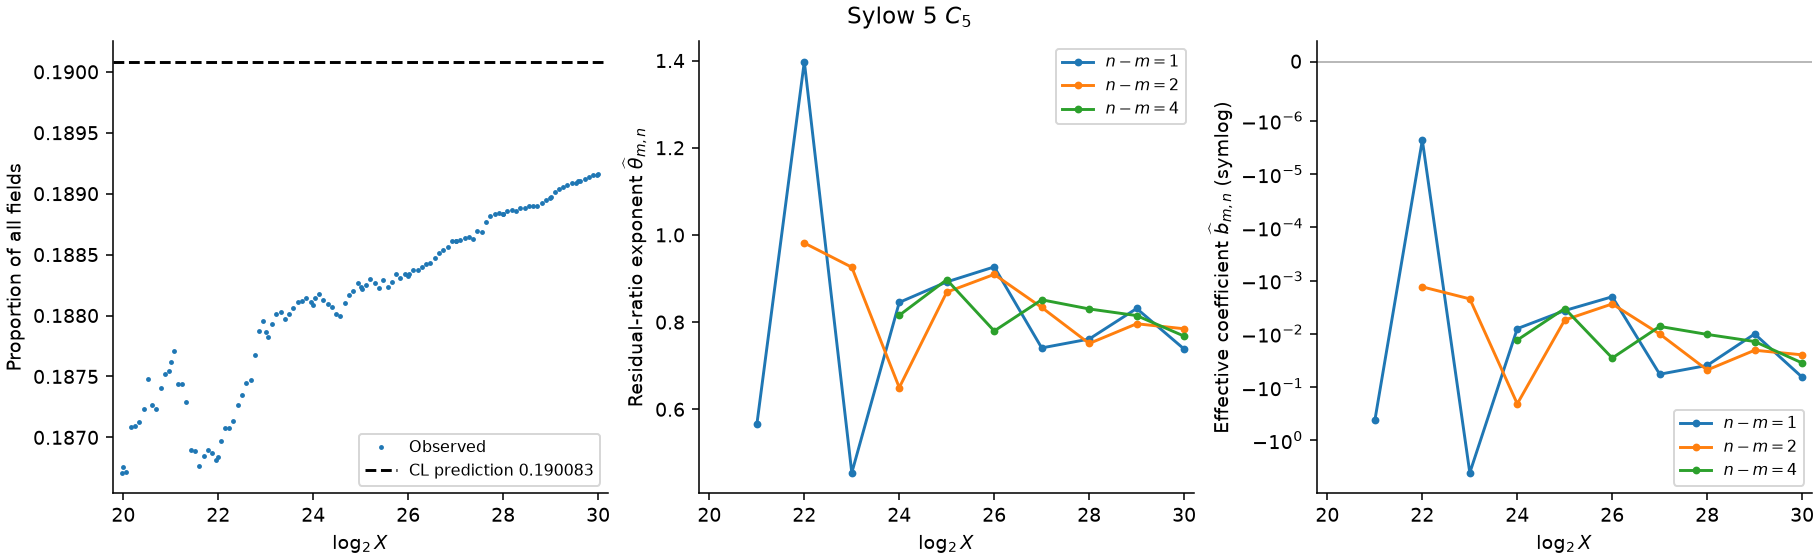 Sylow 5 C₅
Proportion of all fields
0.1900
0.1895
0.1890
0.1885
0.1880
0.1875
0.1870
20 22 24 26 28 30
log₂ X
Observed
CL prediction 0.190083
Residual-ratio exponent θ̂ₘ,ₙ
1.4
1.2
1.0
0.8
0.6
20 22 24 26 28 30
log₂ X
n − m = 1
n − m = 2
n − m = 4
Effective coefficient b̂ₘ,ₙ (symlog)
0
−10⁻⁶
−10⁻⁵
−10⁻⁴
−10⁻³
−10⁻²
−10⁻¹
−10⁰
20 22 24 26 28 30
log₂ X
n − m = 1
n − m = 2
n − m = 4